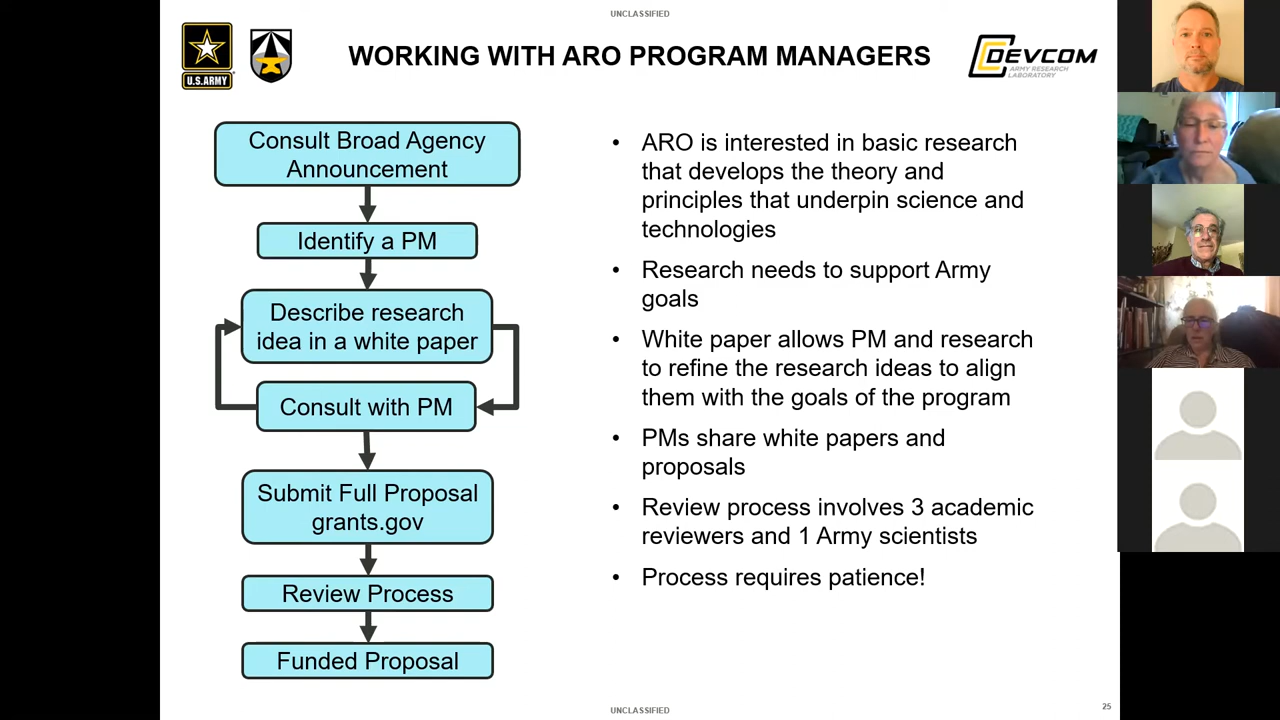 UNCLASSIFIED
U.S. ARMY
WORKING WITH ARO PROGRAM MANAGERS
DEVCOM
ARMY RESEARCH
LABORATORY
Consult Broad Agency
Announcement
Identify a PM
Describe research
idea in a white paper
Consult with PM
Submit Full Proposal
grants.gov
Review Process
Funded Proposal
• ARO is interested in basic research
that develops the theory and
principles that underpin science and
technologies
• Research needs to support Army
goals
• White paper allows PM and research
to refine the research ideas to align
them with the goals of the program
• PMs share white papers and
proposals
• Review process involves 3 academic
reviewers and 1 Army scientists
• Process requires patience!
UNCLASSIFIED
25